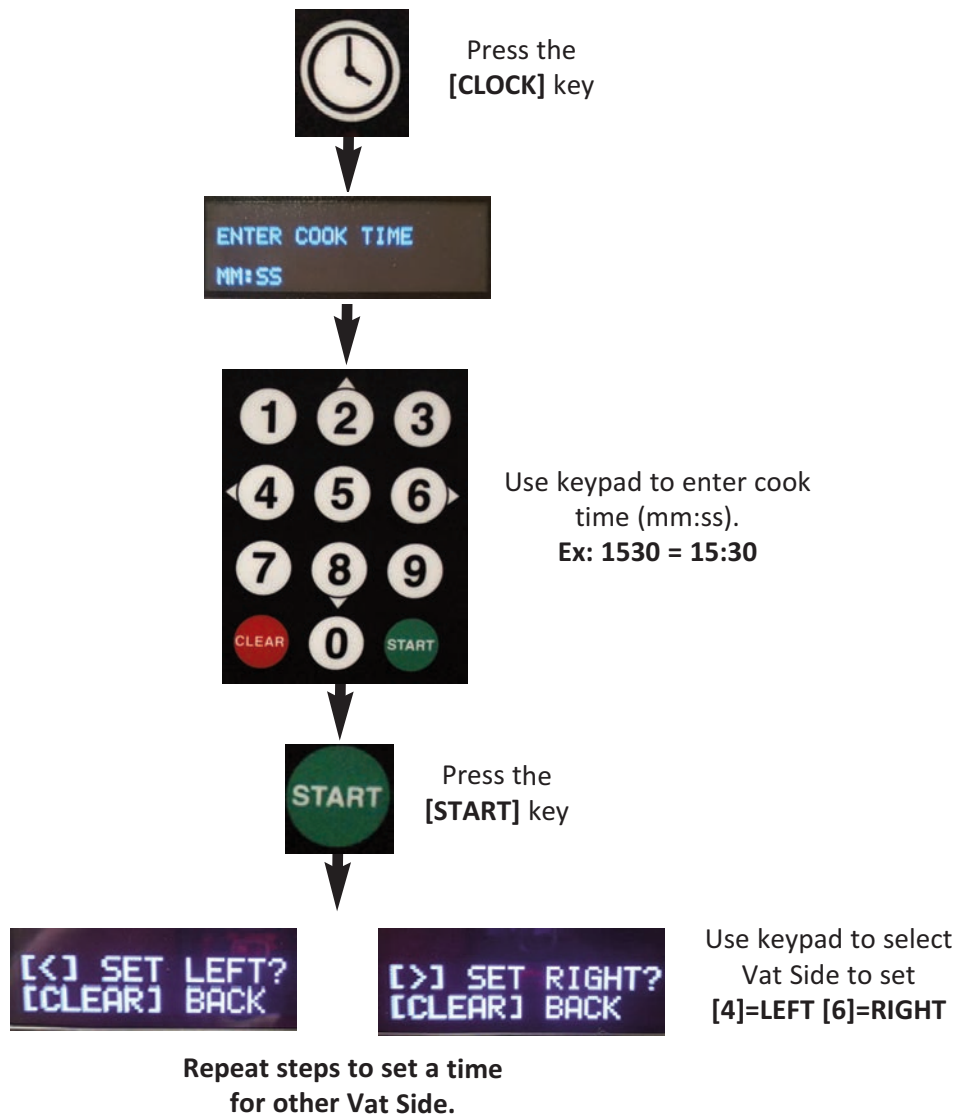 Press the
[CLOCK] key
ENTER COOK TIME
MM:SS
1 2 3
4 5 6
7 8 9
CLEAR 0 START
Use keypad to enter cook
time (mm:ss).
Ex: 1530 = 15:30
START
Press the
[START] key
[<] SET LEFT?
[CLEAR] BACK
[>] SET RIGHT?
[CLEAR] BACK
Use keypad to select
Vat Side to set
[4]=LEFT [6]=RIGHT
Repeat steps to set a time
for other Vat Side.